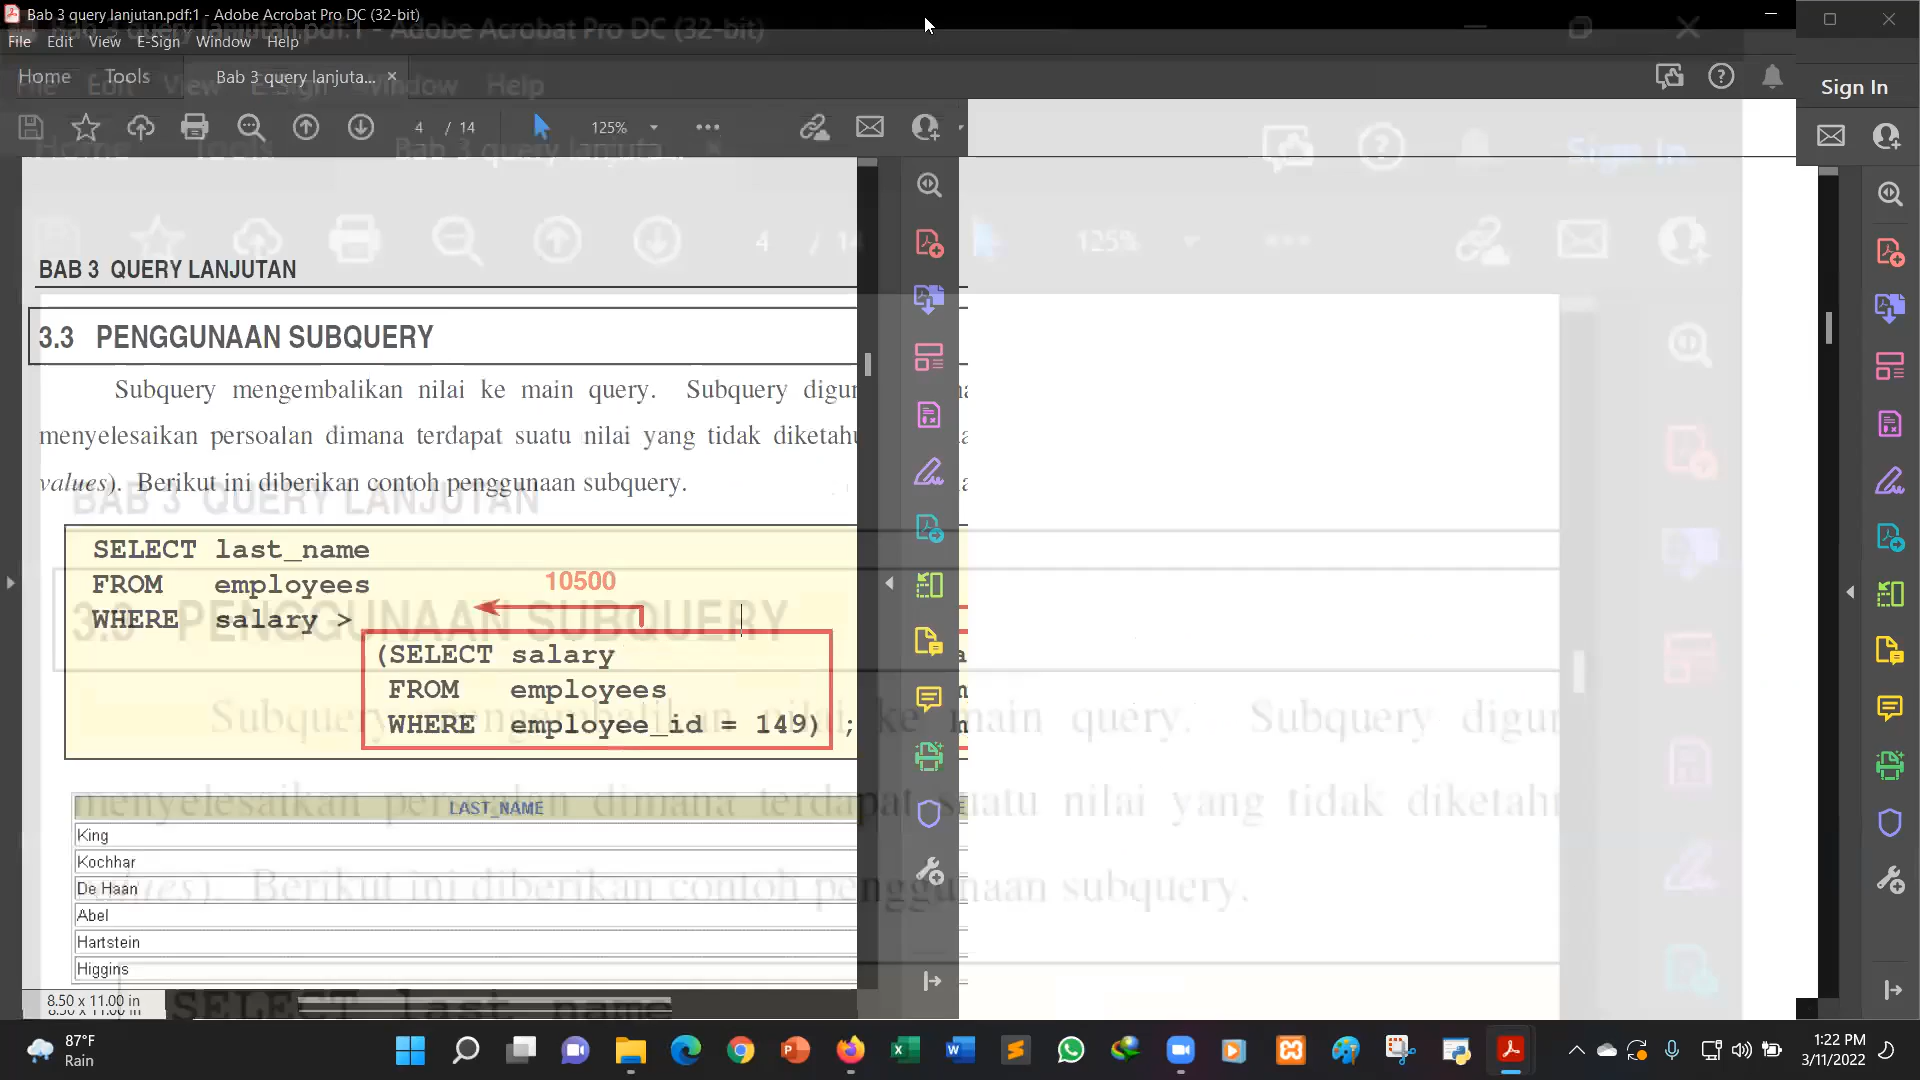 Bab 3 query lanjutan.pdf:1 - Adobe Acrobat Pro DC (32-bit)
File Edit View E-Sign Window Help
Home Tools Bab 3 query lanjuta... ×
Sign In
4 / 14 125%
BAB 3 QUERY LANJUTAN
3.3 PENGGUNAAN SUBQUERY
Subquery mengembalikan nilai ke main query. Subquery digur
menyelesaikan persoalan dimana terdapat suatu nilai yang tidak diketahu
values). Berikut ini diberikan contoh penggunaan subquery.
SELECT last_name
FROM employees
10500
WHERE salary >
(SELECT salary
FROM employees
WHERE employee_id = 149) ;
LAST_NAME
King
Kochhar
De Haan
Abel
Hartstein
Higgins
8.50 x 11.00 in
87°F
Rain
1:22 PM
3/11/2022